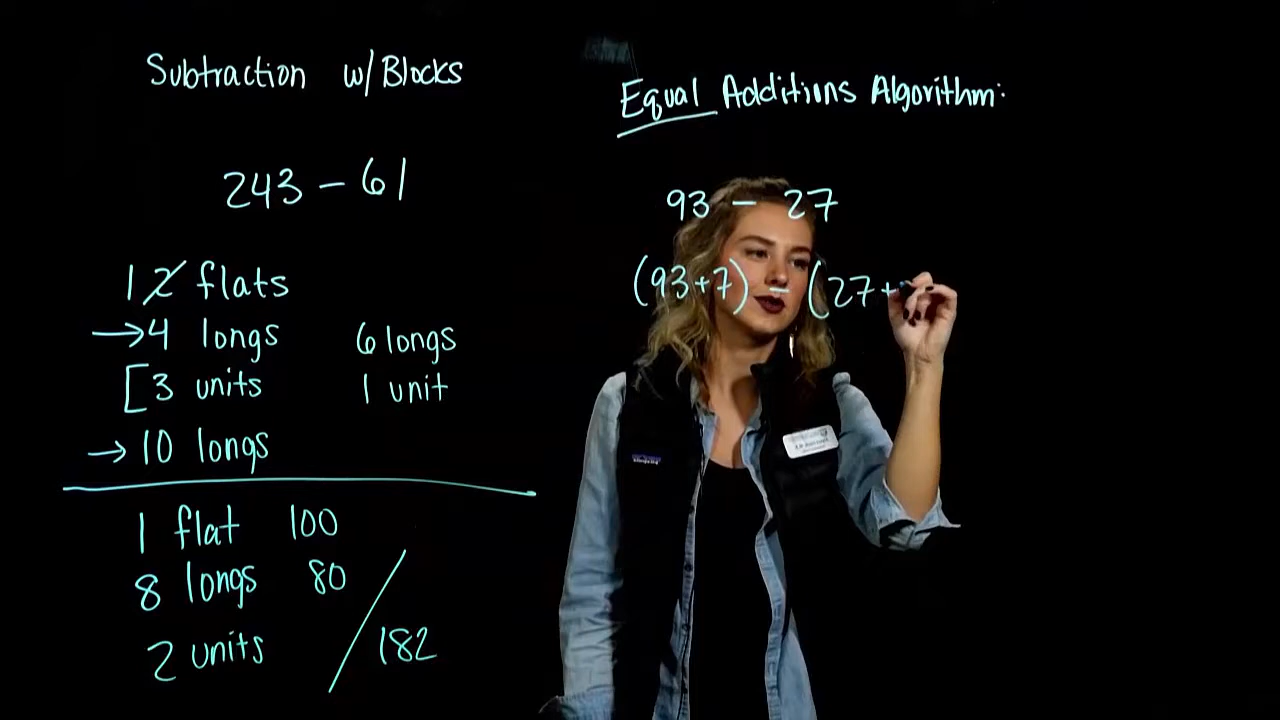 Subtraction w/ Blocks
243 - 61
1 2 flats
→4 longs 6 longs
[3 units 1 unit
→ 10 longs
1 flat 100
8 longs 80
2 units 182
Equal Additions Algorithm:
93 - 27
(93+7) - (27+